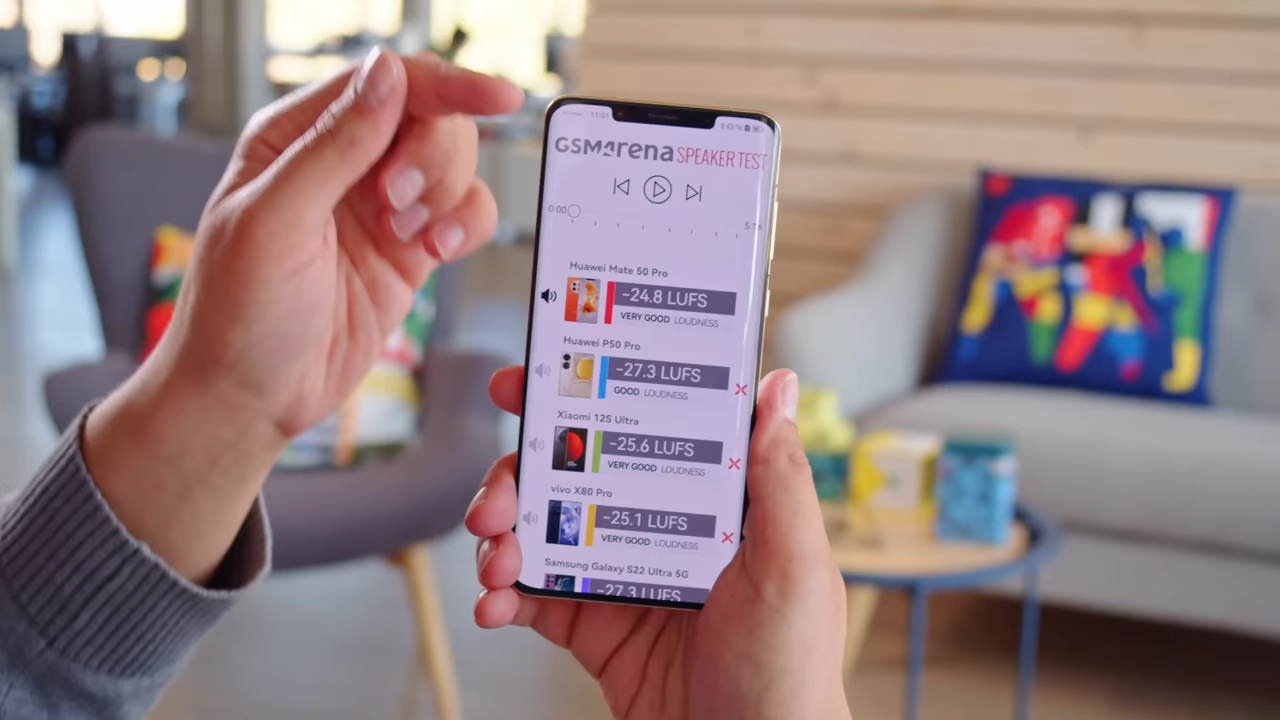 11:01
GSMArena SPEAKER TEST
0:00
Huawei Mate 50 Pro
-24.8 LUFS
VERY GOOD LOUDNESS
Huawei P50 Pro
-27.3 LUFS
GOOD LOUDNESS
Xiaomi 12S Ultra
-25.6 LUFS
VERY GOOD LOUDNESS
vivo X80 Pro
-25.1 LUFS
VERY GOOD LOUDNESS
Samsung Galaxy S22 Ultra 5G
-27.3 LUFS